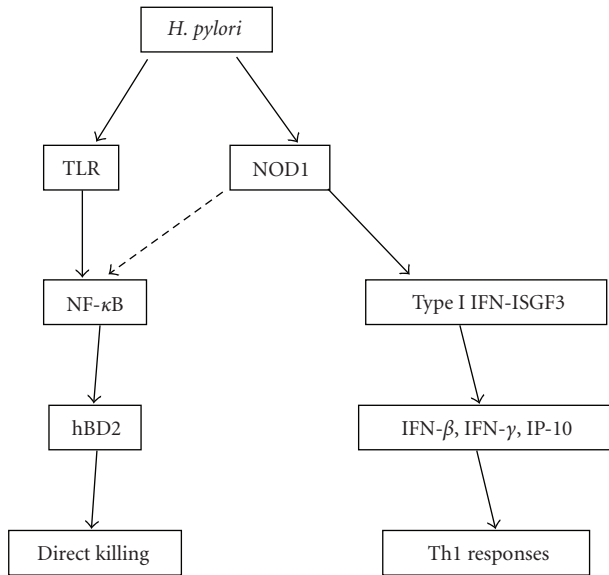 H. pylori
TLR
NOD1
NF-κB
Type I IFN-ISGF3
hBD2
IFN-β, IFN-γ, IP-10
Direct killing
Th1 responses